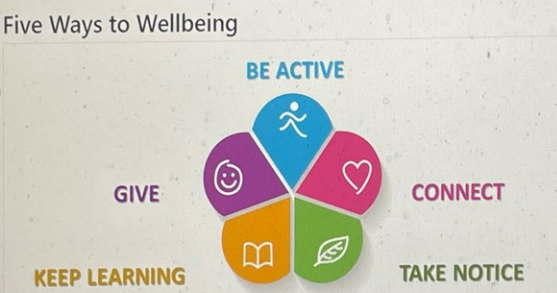 Five Ways to Wellbeing
BE ACTIVE
GIVE
CONNECT
KEEP LEARNING
TAKE NOTICE